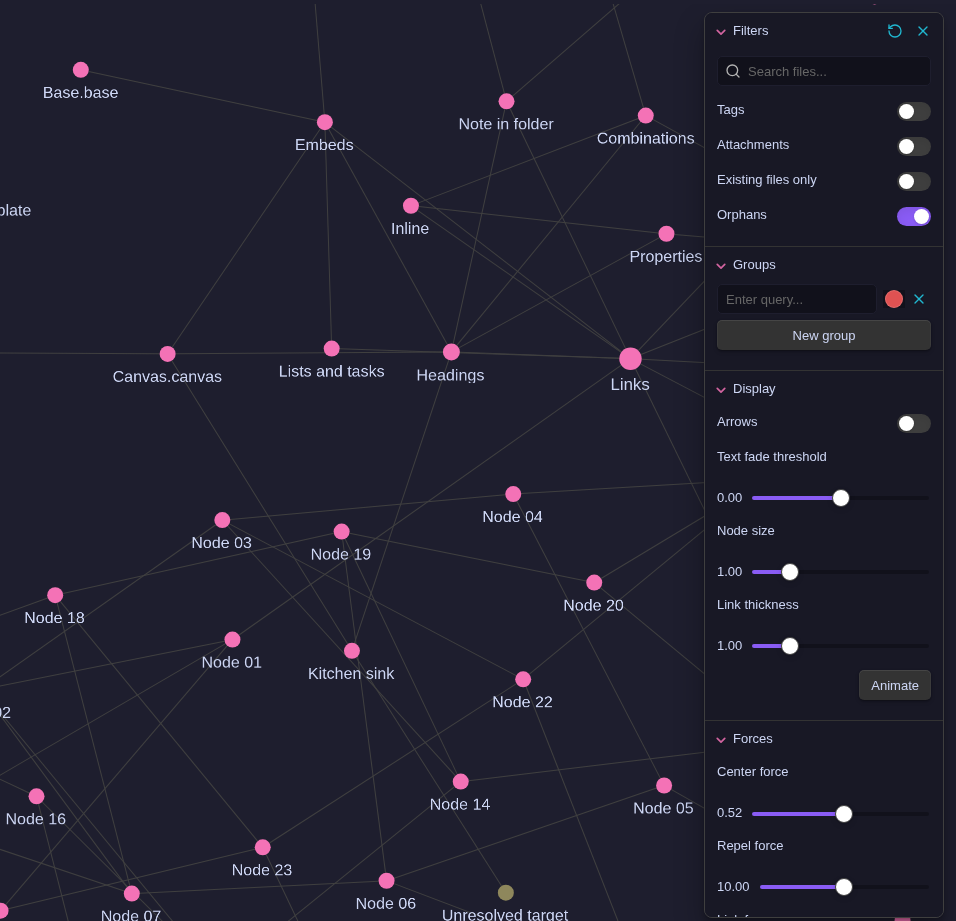 Base.base
Embeds
Note in folder
Combinations
plate
Inline
Properties
Canvas.canvas
Lists and tasks
Headings
Links
Node 04
Node 03
Node 19
Node 20
Node 18
Node 01
Kitchen sink
Node 22
02
Node 14
Node 05
Node 16
Node 23
Node 06
Node 07
Unresolved target
Filters
Search files...
Tags
Attachments
Existing files only
Orphans
Groups
Enter query...
New group
Display
Arrows
Text fade threshold
0.00
Node size
1.00
Link thickness
1.00
Animate
Forces
Center force
0.52
Repel force
10.00